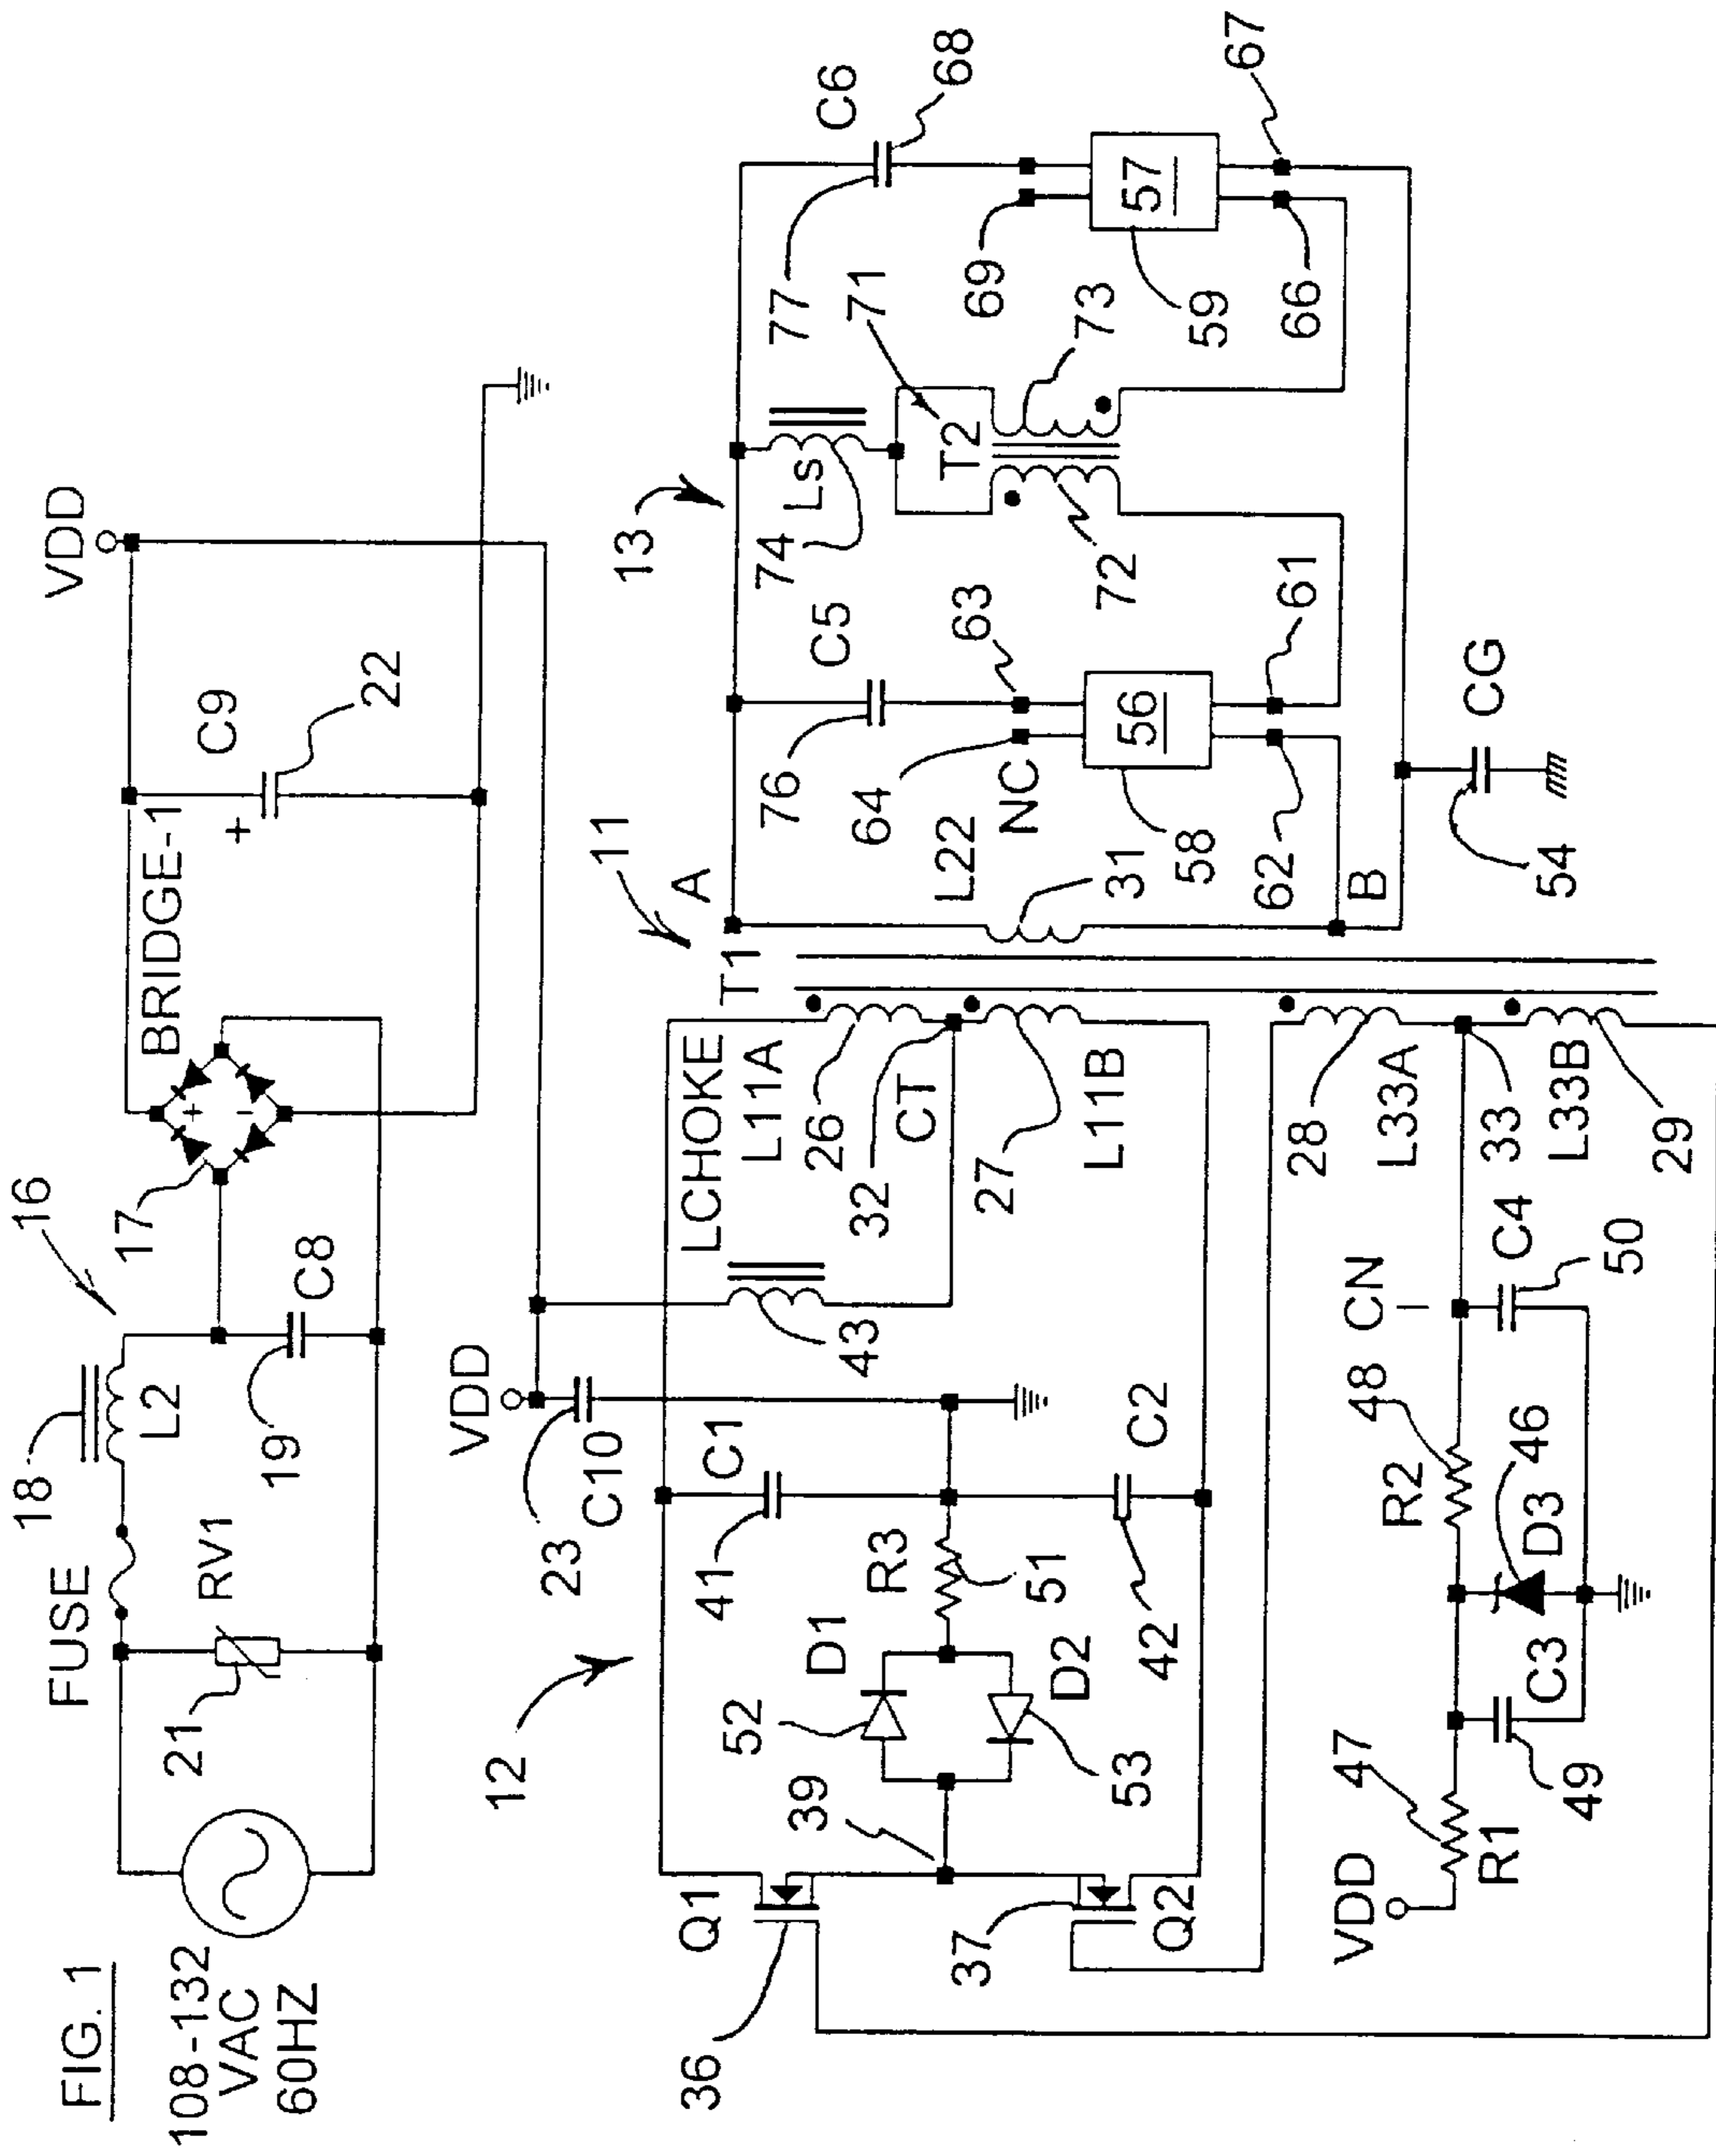 FIG. 1
108-132
VAC
60HZ
FUSE
21
RV1
18
L2
16
19
C8
17
BRIDGE-1
+
-
C9
+
22
VDD
12
VDD
23
C10
LCHOKE
43
Q1
36
37
Q2
39
52
D1
53
D2
R3
51
41
C1
42
C2
11
T1
L11A
26
32
CT
27
L11B
28
L33A
33
L33B
29
VDD
47
R1
49
C3
46
D3
R2
48
CN
C4
50
13
A
L22
31
B
76
C5
64
NC
63
56
58
62
61
54
CG
74
Ls
T2
71
72
73
77
C6
68
69
57
59
66
67